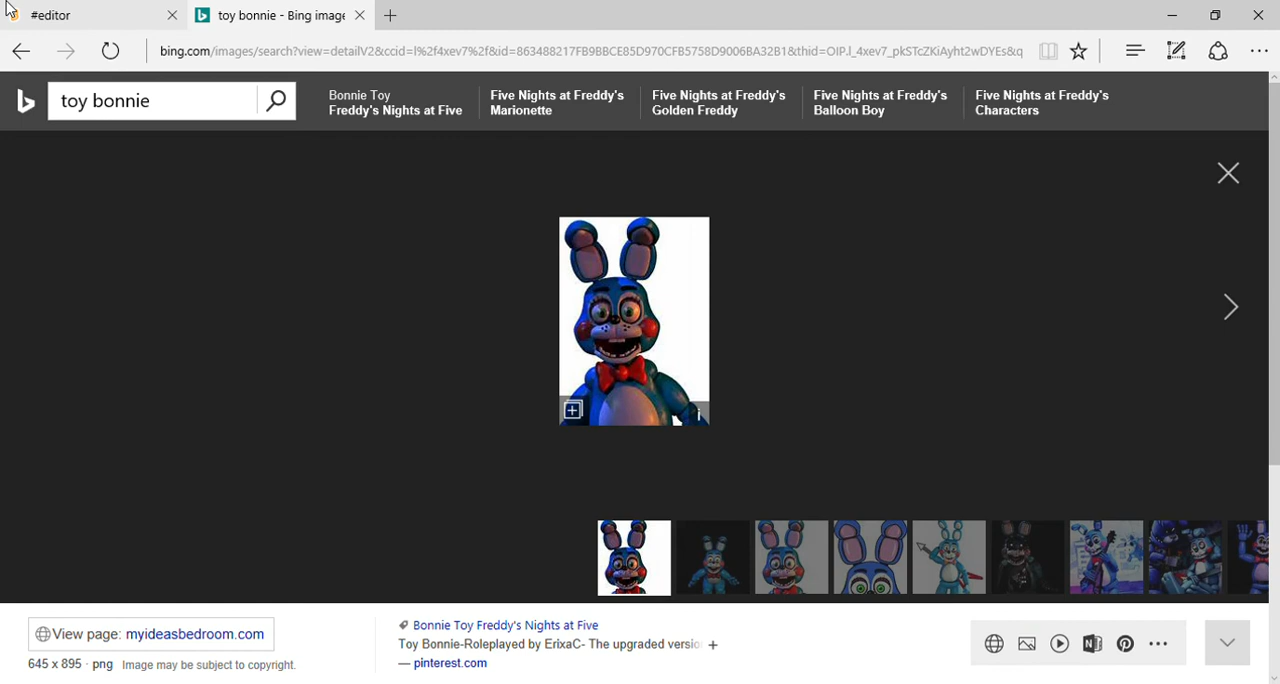 #editor
toy bonnie - Bing image
bing.com/images/search?view=detailV2&ccid=l%2f4xev7%2f&id=863488217FB9BBCE85D970CFB5758D9006BA32B1&thid=OIP.l_4xev7_pkSTcZKiAyht2wDYEs&q
toy bonnie
Bonnie Toy
Freddy's Nights at Five
Five Nights at Freddy's
Marionette
Five Nights at Freddy's
Golden Freddy
Five Nights at Freddy's
Balloon Boy
Five Nights at Freddy's
Characters
View page: myideasbedroom.com
645 x 895 · png Image may be subject to copyright.
Bonnie Toy Freddy's Nights at Five
Toy Bonnie-Roleplayed by ErixaC- The upgraded versio
— pinterest.com